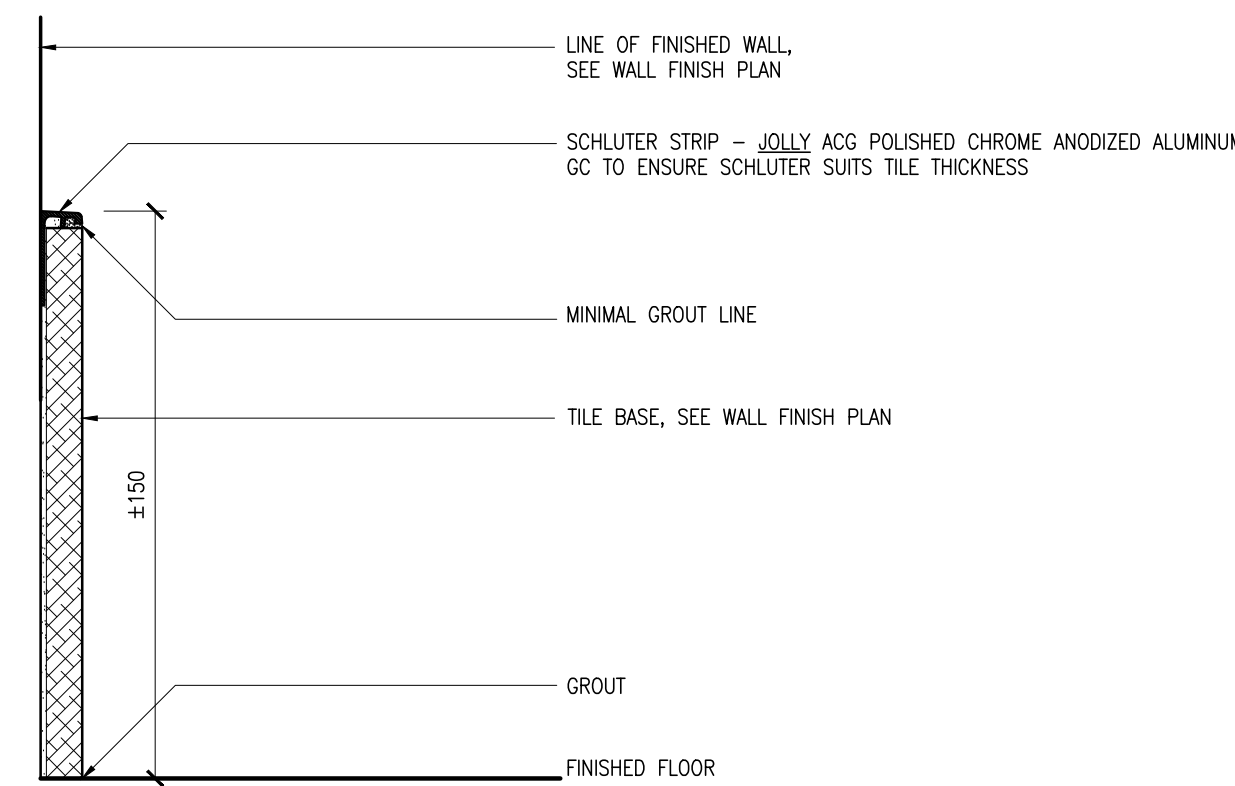 LINE OF FINISHED WALL,
SEE WALL FINISH PLAN
SCHLUTER STRIP – JOLLY ACG POLISHED CHROME ANODIZED
GC TO ENSURE SCHLUTER SUITS TILE THICKNESS
MINIMAL GROUT LINE
TILE BASE, SEE WALL FINISH PLAN
±150
GROUT
FINISHED FLOOR